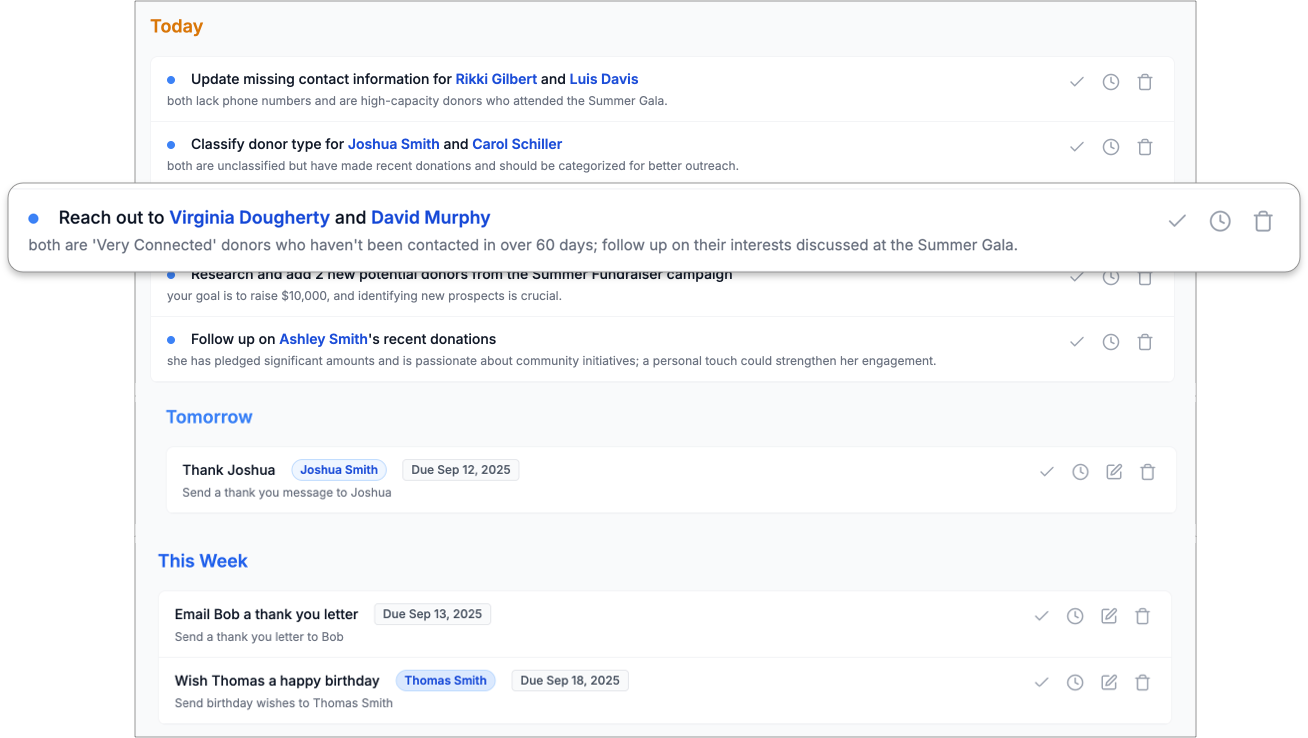 Today
Update missing contact information for Rikki Gilbert and Luis Davis
both lack phone numbers and are high-capacity donors who attended the Summer Gala.
Classify donor type for Joshua Smith and Carol Schiller
both are unclassified but have made recent donations and should be categorized for better outreach.
Reach out to Virginia Dougherty and David Murphy
both are 'Very Connected' donors who haven't been contacted in over 60 days; follow up on their interests discussed at the Summer Gala.
Research and add 2 new potential donors from the Summer Fundraiser campaign
your goal is to raise $10,000, and identifying new prospects is crucial.
Follow up on Ashley Smith's recent donations
she has pledged significant amounts and is passionate about community initiatives; a personal touch could strengthen her engagement.
Tomorrow
Thank Joshua Joshua Smith Due Sep 12, 2025
Send a thank you message to Joshua
This Week
Email Bob a thank you letter Due Sep 13, 2025
Send a thank you letter to Bob
Wish Thomas a happy birthday Thomas Smith Due Sep 18, 2025
Send birthday wishes to Thomas Smith